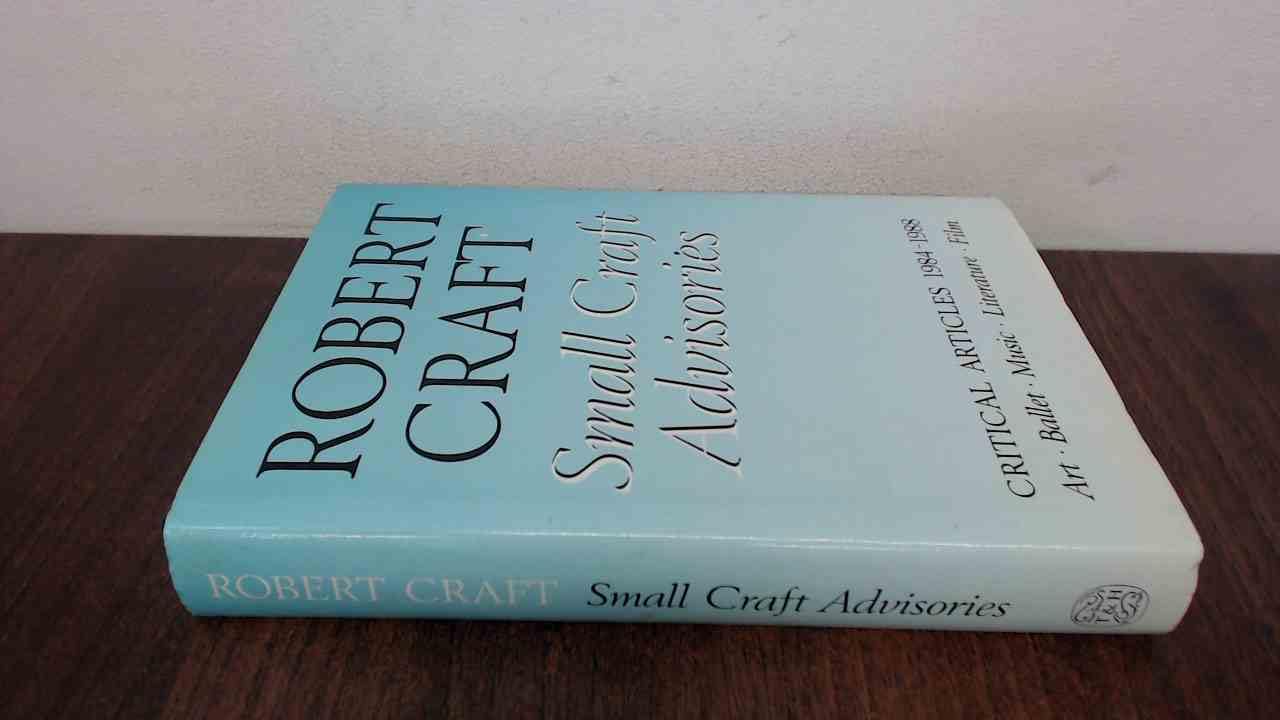 ROBERT
CRAFT
Small Craft
Advisories
CRITICAL ARTICLES 1984-1988
Art · Ballet · Music · Literature · Film
ROBERT CRAFT Small Craft Advisories